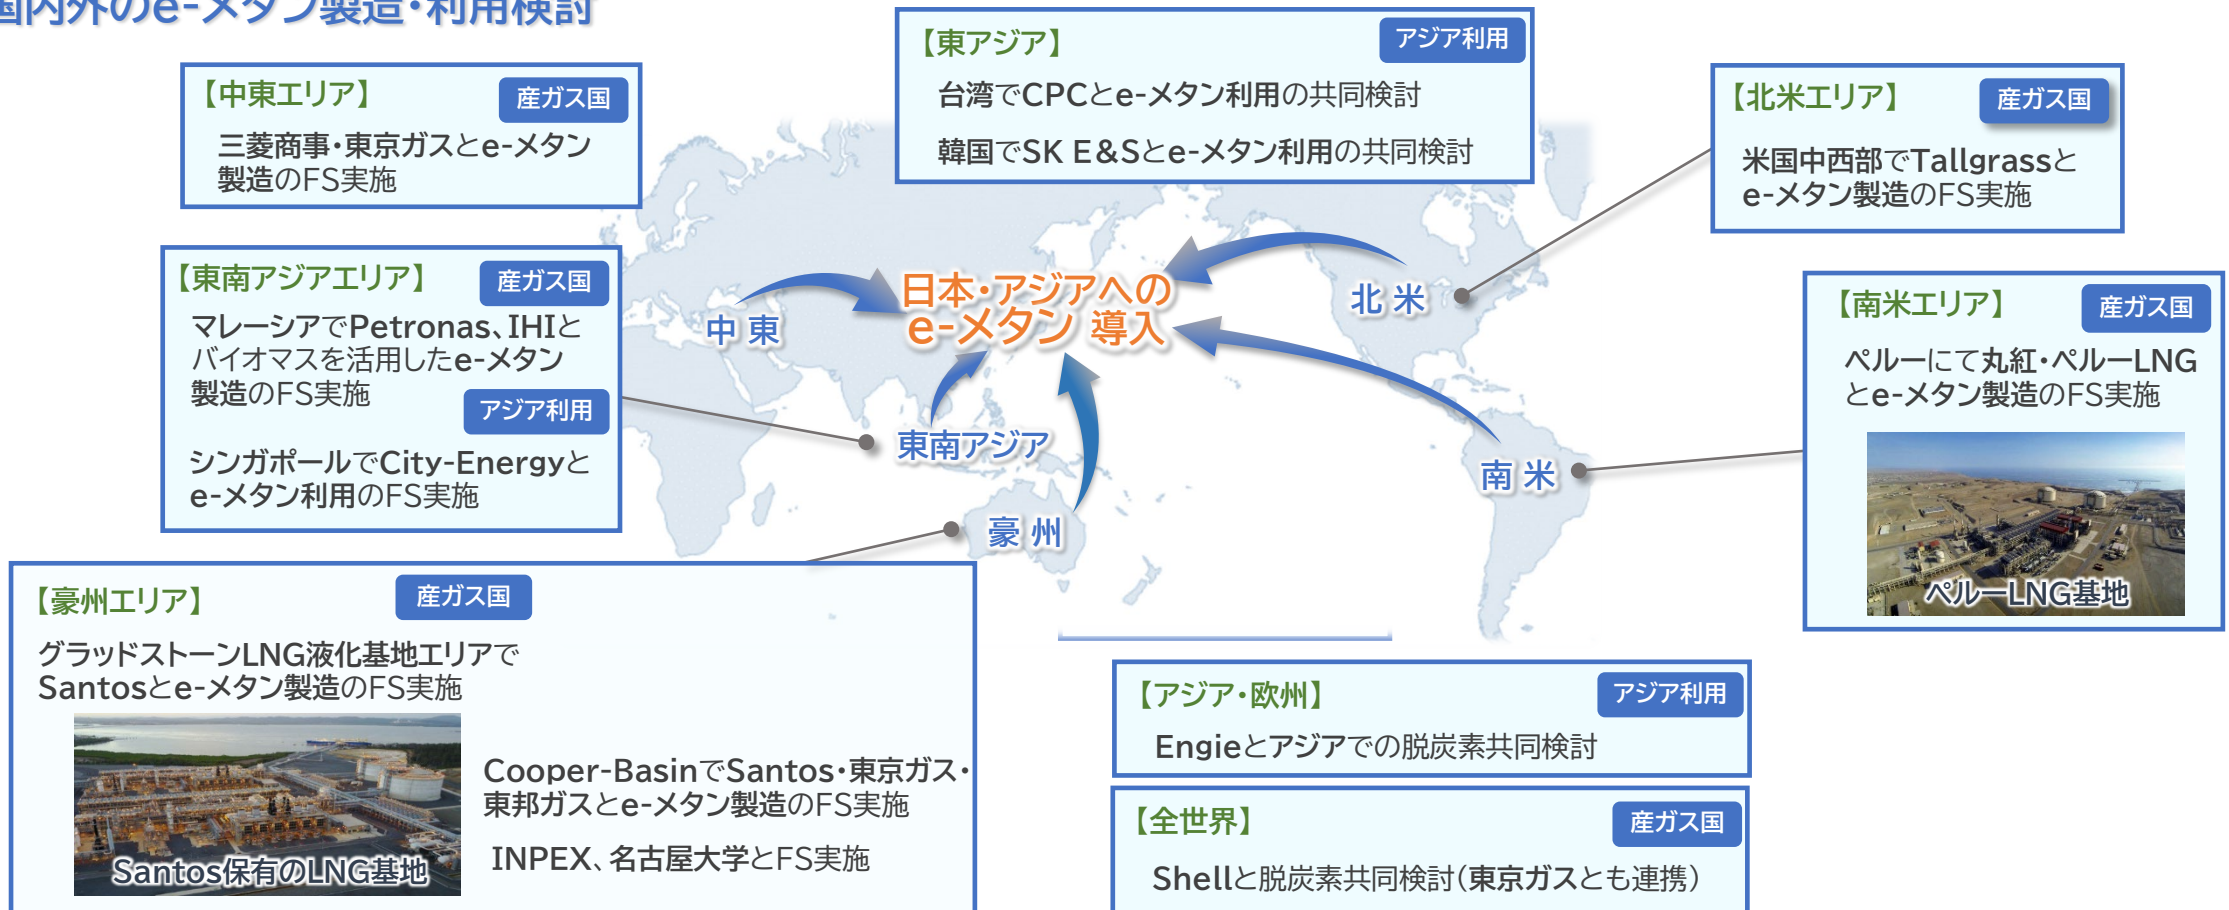 国内外のe-メタン製造・利用検討
【中東エリア】
産ガス国
三菱商事・東京ガスとe-メタン
製造のFS実施
【東アジア】
アジア利用
台湾でCPCとe-メタン利用の共同検討
韓国でSK E&Sとe-メタン利用の共同検討
【北米エリア】
産ガス国
米国中西部でTallgrassと
e-メタン製造のFS実施
【東南アジアエリア】
産ガス国
マレーシアでPetronas、IHIと
バイオマスを活用したe-メタン
製造のFS実施
アジア利用
シンガポールでCity-Energyと
e-メタン利用のFS実施
日本・アジアへの
e-メタン 導入
中東
北米
東南アジア
豪州
南米
【南米エリア】
産ガス国
ペルーにて丸紅・ペルーLNG
とe-メタン製造のFS実施
ペルーLNG基地
【豪州エリア】
産ガス国
グラッドストーンLNG液化基地エリアで
Santosとe-メタン製造のFS実施
Santos保有のLNG基地
Cooper-BasinでSantos・東京ガス・
東邦ガスとe-メタン製造のFS実施
INPEX、名古屋大学とFS実施
【アジア・欧州】
アジア利用
Engieとアジアでの脱炭素共同検討
【全世界】
産ガス国
Shellと脱炭素共同検討(東京ガスとも連携)